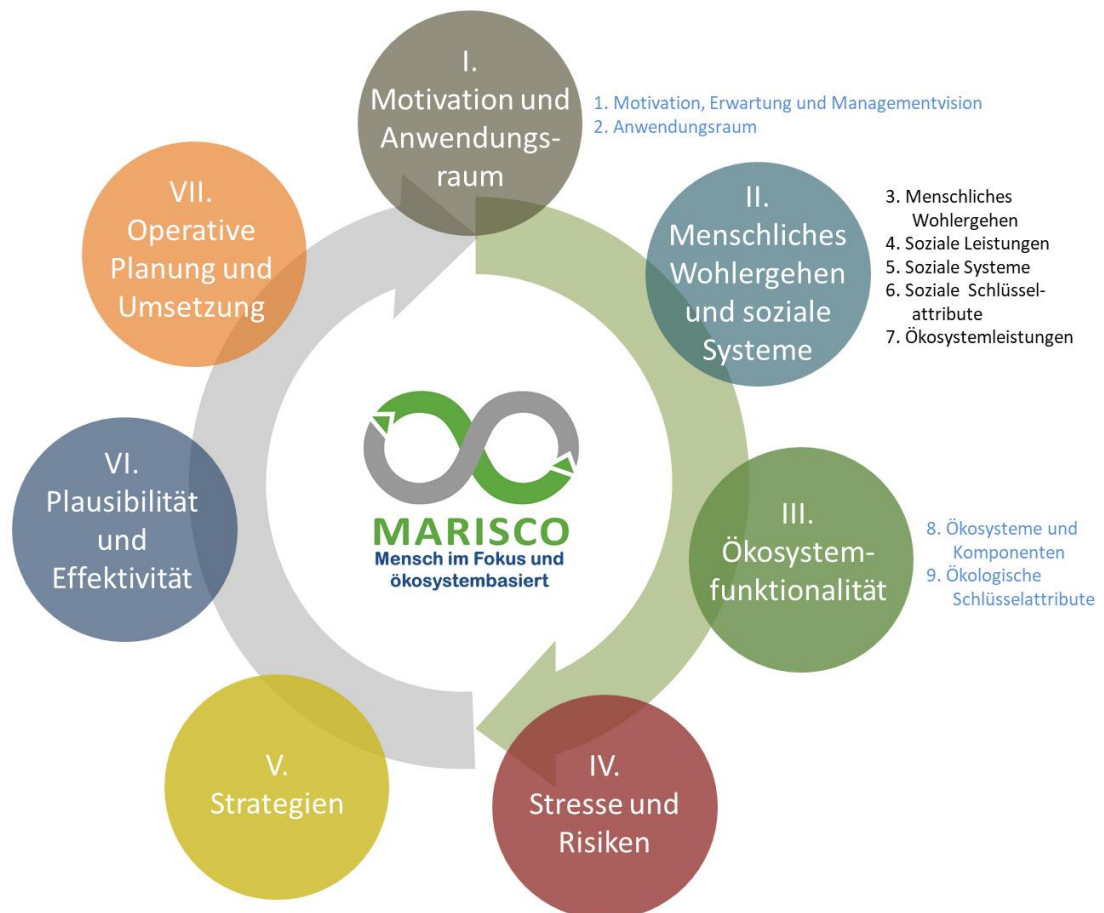 I.
Motivation und
Anwendungs-
raum
1. Motivation, Erwartung und Managementvision
2. Anwendungsraum
II.
Menschliches
Wohlergehen
und soziale
Systeme
3. Menschliches
Wohlergehen
4. Soziale Leistungen
5. Soziale Systeme
6. Soziale Schlüssel-
attribute
7. Ökosystemleistungen
III.
Ökosystem-
funktionalität
8. Ökosysteme und
Komponenten
9. Ökologische
Schlüsselattribute
IV.
Stresse und
Risiken
V.
Strategien
VI.
Plausibilität
und
Effektivität
VII.
Operative
Planung und
Umsetzung
MARISCO
Mensch im Fokus und
ökosystembasiert